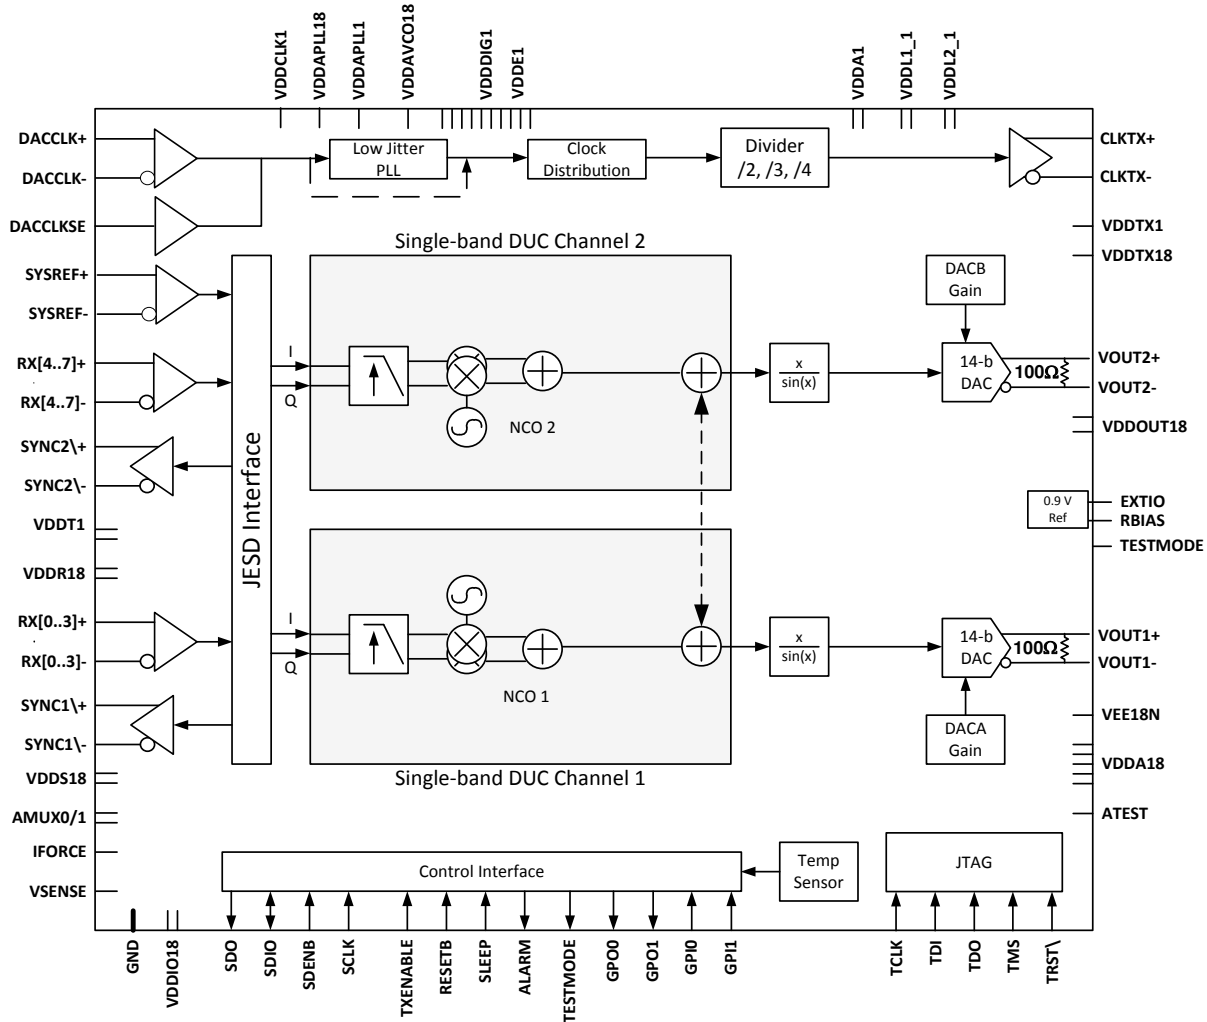 VDDCLK1
VDDAPLL18
VDDAPLL1
VDDAVCO18
VDDDIG1
VDDE1
VDDA1
VDDL1_1
VDDL2_1
DACCLK+
DACCLK-
DACCLKSE
SYSREF+
SYSREF-
RX[4..7]+
RX[4..7]-
SYNC2\+
SYNC2\-
VDDT1
VDDR18
RX[0..3]+
RX[0..3]-
SYNC1\+
SYNC1\-
VDDS18
AMUX0/1
IFORCE
VSENSE
Low Jitter
PLL
Clock
Distribution
Divider
/2, /3, /4
CLKTX+
CLKTX-
VDDTX1
VDDTX18
JESD Interface
Single-band DUC Channel 2
I
Q
NCO 2
x
sin(x)
DACB
Gain
14-b
DAC
100Ω
VOUT2+
VOUT2-
VDDOUT18
0.9 V
Ref
EXTIO
RBIAS
TESTMODE
I
Q
NCO 1
Single-band DUC Channel 1
x
sin(x)
14-b
DAC
100Ω
VOUT1+
VOUT1-
DACA
Gain
VEE18N
VDDA18
ATEST
Control Interface
Temp
Sensor
JTAG
GND
VDDIO18
SDO
SDIO
SDENB
SCLK
TXENABLE
RESETB
SLEEP
ALARM
TESTMODE
GPO0
GPO1
GPI0
GPI1
TCLK
TDI
TDO
TMS
TRST\